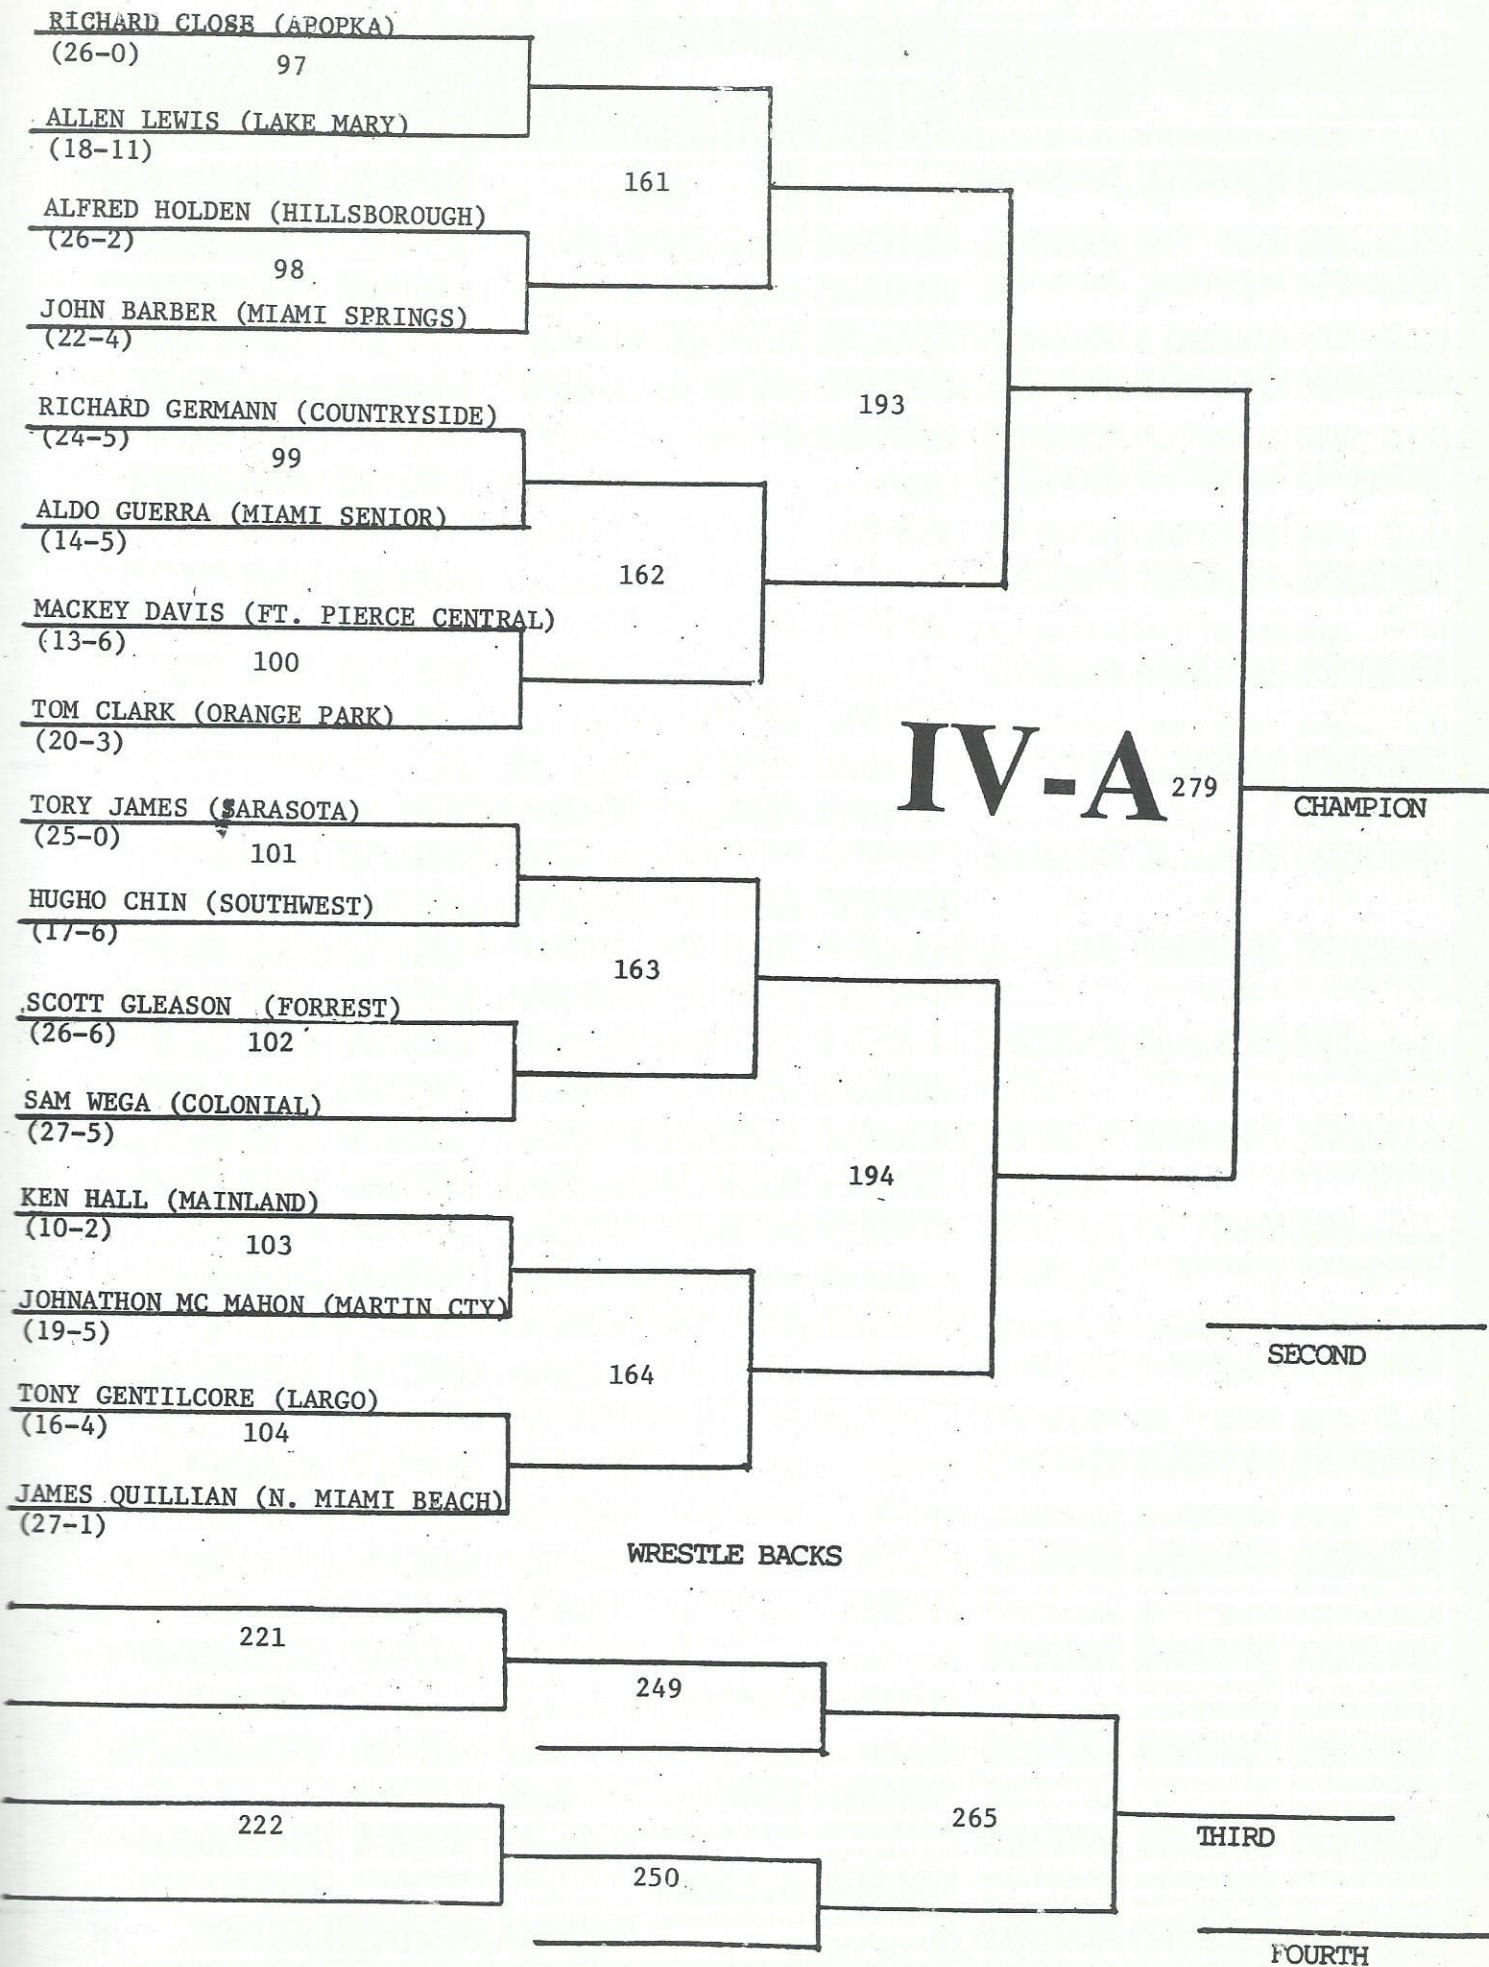 RICHARD CLOSE (APOPKA)
(26-0)
97
ALLEN LEWIS (LAKE MARY)
(18-11)
161
ALFRED HOLDEN (HILLSBOROUGH)
(26-2)
98
JOHN BARBER (MIAMI SPRINGS)
(22-4)
193
RICHARD GERMANN (COUNTRYSIDE)
(24-5)
99
ALDO GUERRA (MIAMI SENIOR)
(14-5)
162
MACKEY DAVIS (FT. PIERCE CENTRAL)
(13-6)
100
TOM CLARK (ORANGE PARK)
(20-3)
IV-A
279
CHAMPION
TORY JAMES (SARASOTA)
(25-0)
101
HUGHO CHIN (SOUTHWEST)
(17-6)
163
SCOTT GLEASON (FORREST)
(26-6)
102
SAM WEGA (COLONIAL)
(27-5)
194
KEN HALL (MAINLAND)
(10-2)
103
JOHNATHON MC MAHON (MARTIN CTY)
(19-5)
SECOND
164
TONY GENTILCORE (LARGO)
(16-4)
104
JAMES QUILLIAN (N. MIAMI BEACH)
(27-1)
WRESTLE BACKS
221
249
222
265
THIRD
250
FOURTH